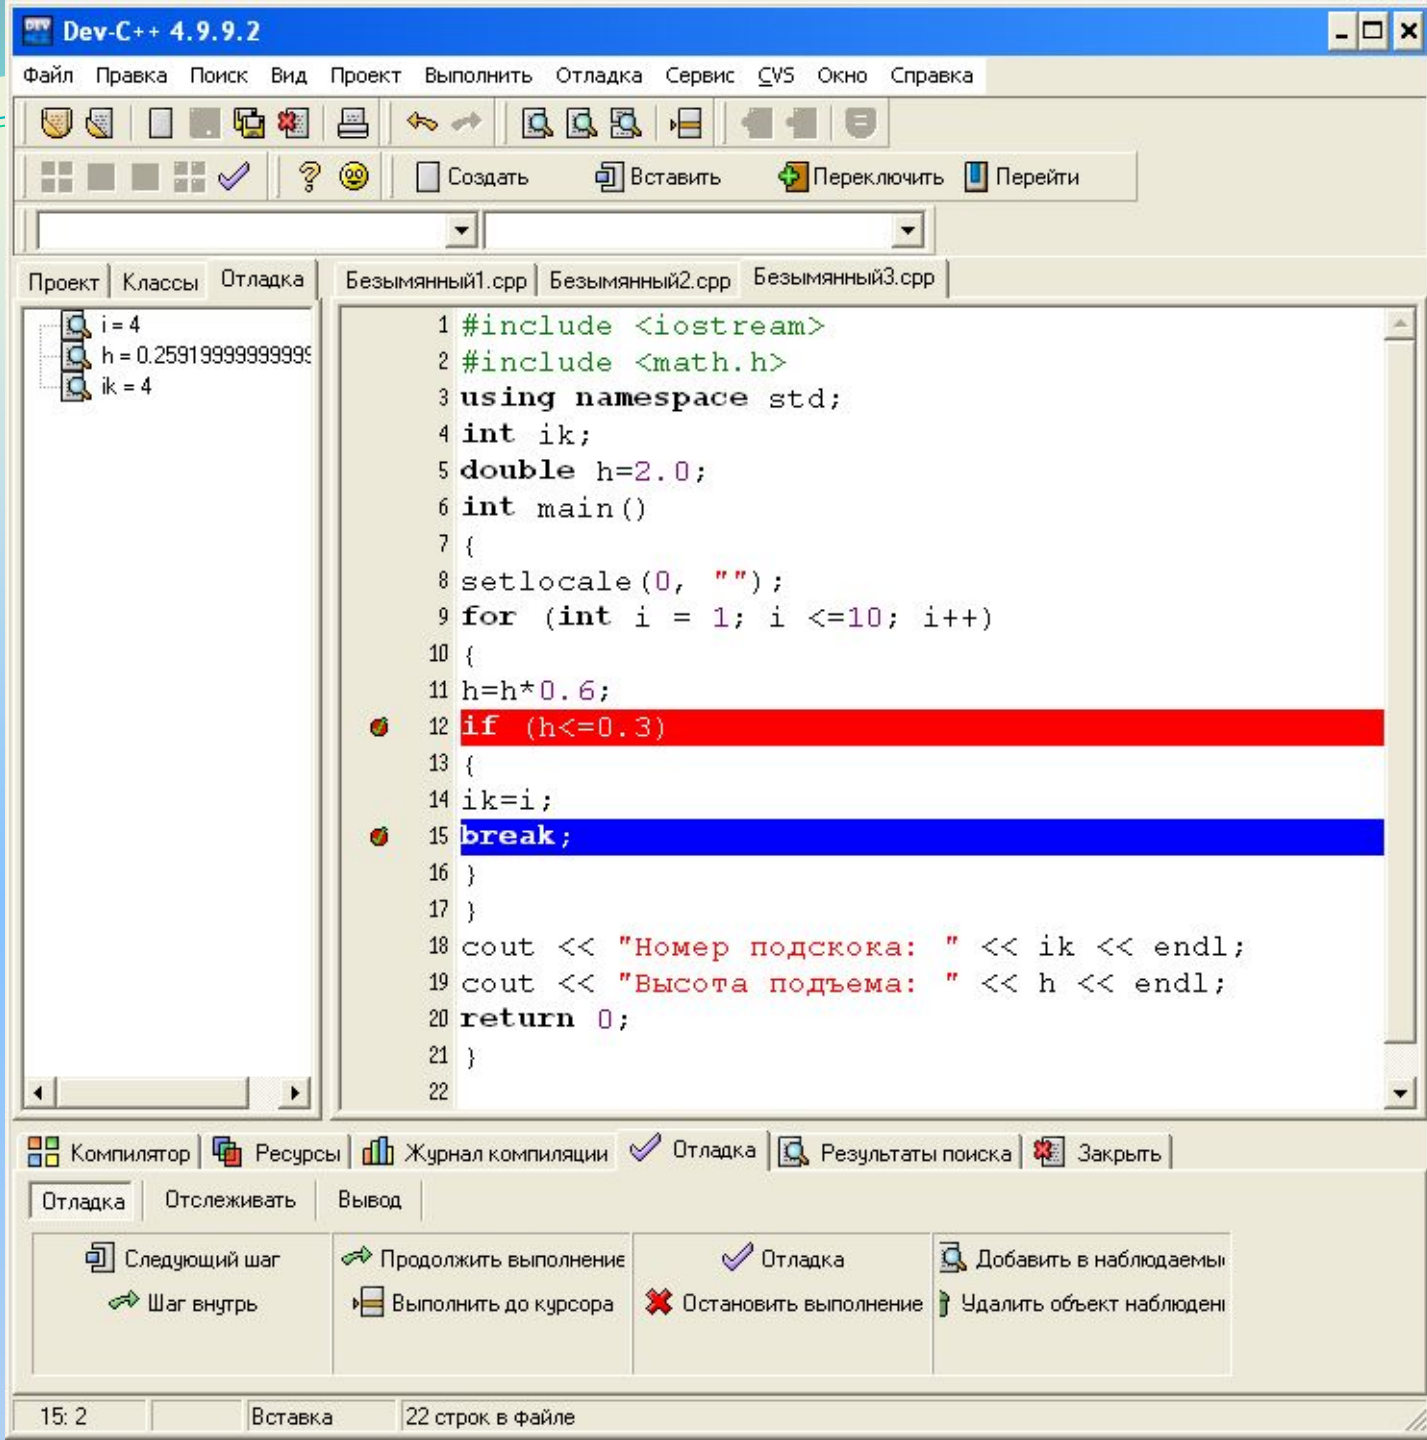 Dev-C++ 4.9.9.2
Файл Правка Поиск Вид Проект Выполнить Отладка Сервис CVS Окно Справка
Создать Вставить Переключить Перейти
Проект Классы Отладка Безымянный1.cpp Безымянный2.cpp Безымянный3.cpp
i = 4
h = 0.25919999999999
ik = 4
1 #include <iostream>
2 #include <math.h>
3 using namespace std;
4 int ik;
5 double h=2.0;
6 int main()
7 {
8 setlocale(0, "");
9 for (int i = 1; i <=10; i++)
10 {
11 h=h*0.6;
12 if (h<=0.3)
13 {
14 ik=i;
15 break;
16 }
17 }
18 cout << "Номер подскока: " << ik << endl;
19 cout << "Высота подъема: " << h << endl;
20 return 0;
21 }
22
Компилятор Ресурсы Журнал компиляции Отладка Результаты поиска Закрыть
Отладка Отслеживать Вывод
Следующий шаг Продолжить выполнение Отладка Добавить в наблюдаемы
Шаг внутрь Выполнить до курсора Остановить выполнение Удалить объект наблюден
15: 2 Вставка 22 строк в файле